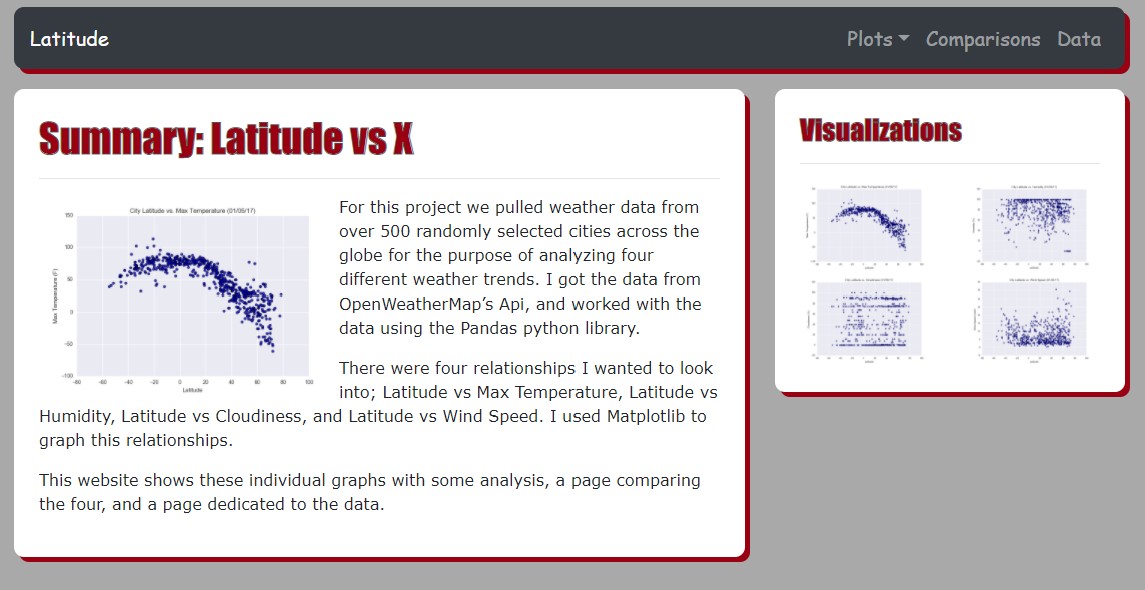 Latitude
Plots
Comparisons
Data
Summary: Latitude vs X
City Latitude vs. Max Temperature (01/05/17)
150
100
50
0
-50
-100
Max Temperature (F)
-80 -60 -40 -20 0 20 40 60 80 100
Latitude
For this project we pulled weather data from
over 500 randomly selected cities across the
globe for the purpose of analyzing four
different weather trends. I got the data from
OpenWeatherMap’s Api, and worked with the
data using the Pandas python library.
There were four relationships I wanted to look
into; Latitude vs Max Temperature, Latitude vs
Humidity, Latitude vs Cloudiness, and Latitude vs Wind Speed. I used Matplotlib to
graph this relationships.
This website shows these individual graphs with some analysis, a page comparing
the four, and a page dedicated to the data.
Visualizations